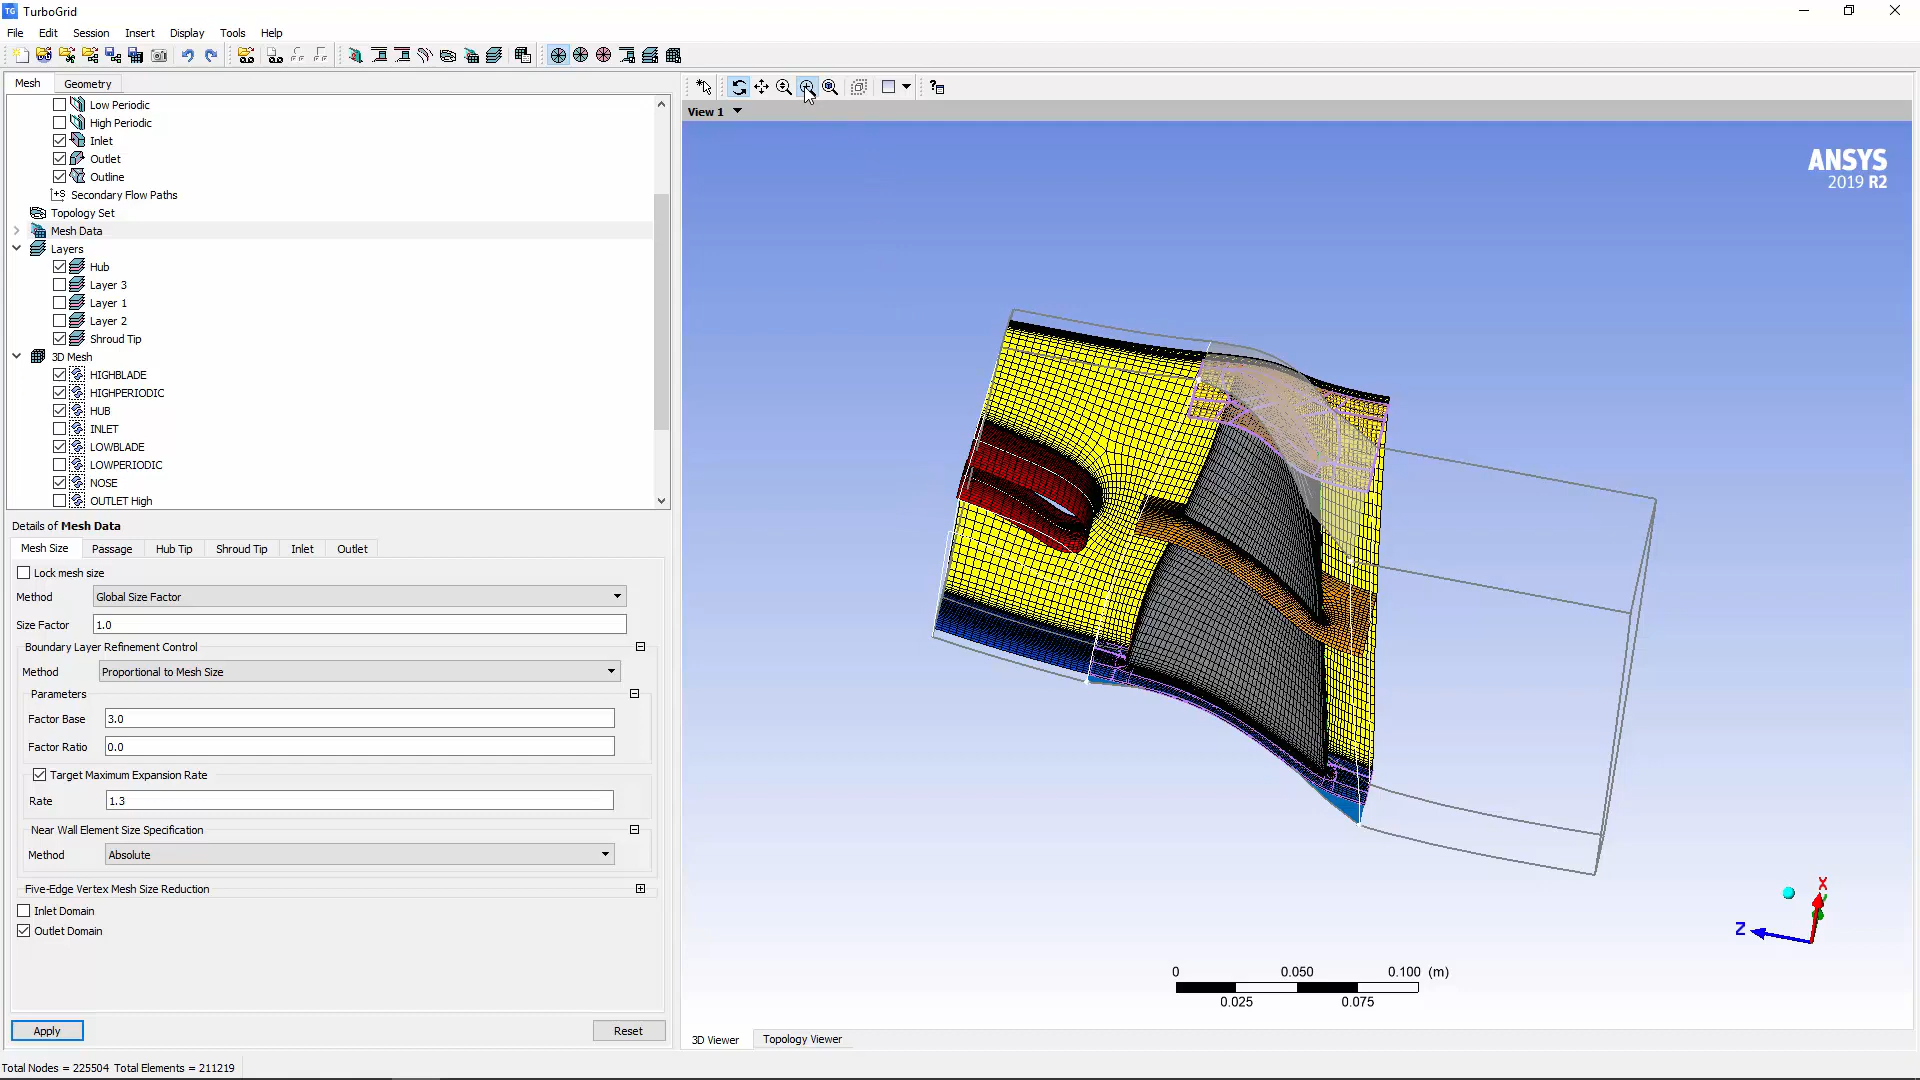 TG TurboGrid
File Edit Session Insert Display Tools Help
Mesh Geometry
Low Periodic
High Periodic
Inlet
Outlet
Outline
Secondary Flow Paths
Topology Set
Mesh Data
Layers
Hub
Layer 3
Layer 1
Layer 2
Shroud Tip
3D Mesh
HIGHBLADE
HIGHPERIODIC
HUB
INLET
LOWBLADE
LOWPERIODIC
NOSE
OUTLET High
Details of Mesh Data
Mesh Size Passage Hub Tip Shroud Tip Inlet Outlet
Lock mesh size
Method Global Size Factor
Size Factor 1.0
Boundary Layer Refinement Control
Method Proportional to Mesh Size
Parameters
Factor Base 3.0
Factor Ratio 0.0
Target Maximum Expansion Rate
Rate 1.3
Near Wall Element Size Specification
Method Absolute
Five-Edge Vertex Mesh Size Reduction
Inlet Domain
Outlet Domain
Apply Reset
Total Nodes = 225504 Total Elements = 211219
View 1
ANSYS
2019 R2
X
Z
0 0.050 0.100 (m)
0.025 0.075
3D Viewer Topology Viewer